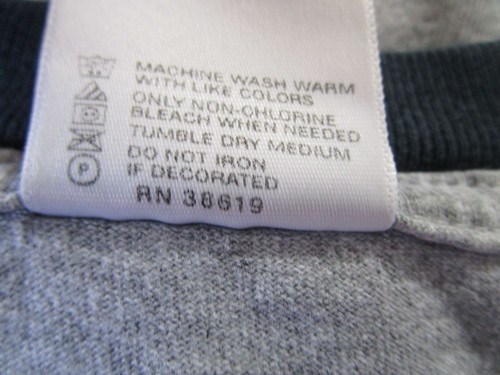 MACHINE WASH WARM
WITH LIKE COLORS
ONLY NON-CHLORINE
BLEACH WHEN NEEDED
TUMBLE DRY MEDIUM
DO NOT IRON
IF DECORATED
P
RN 38619